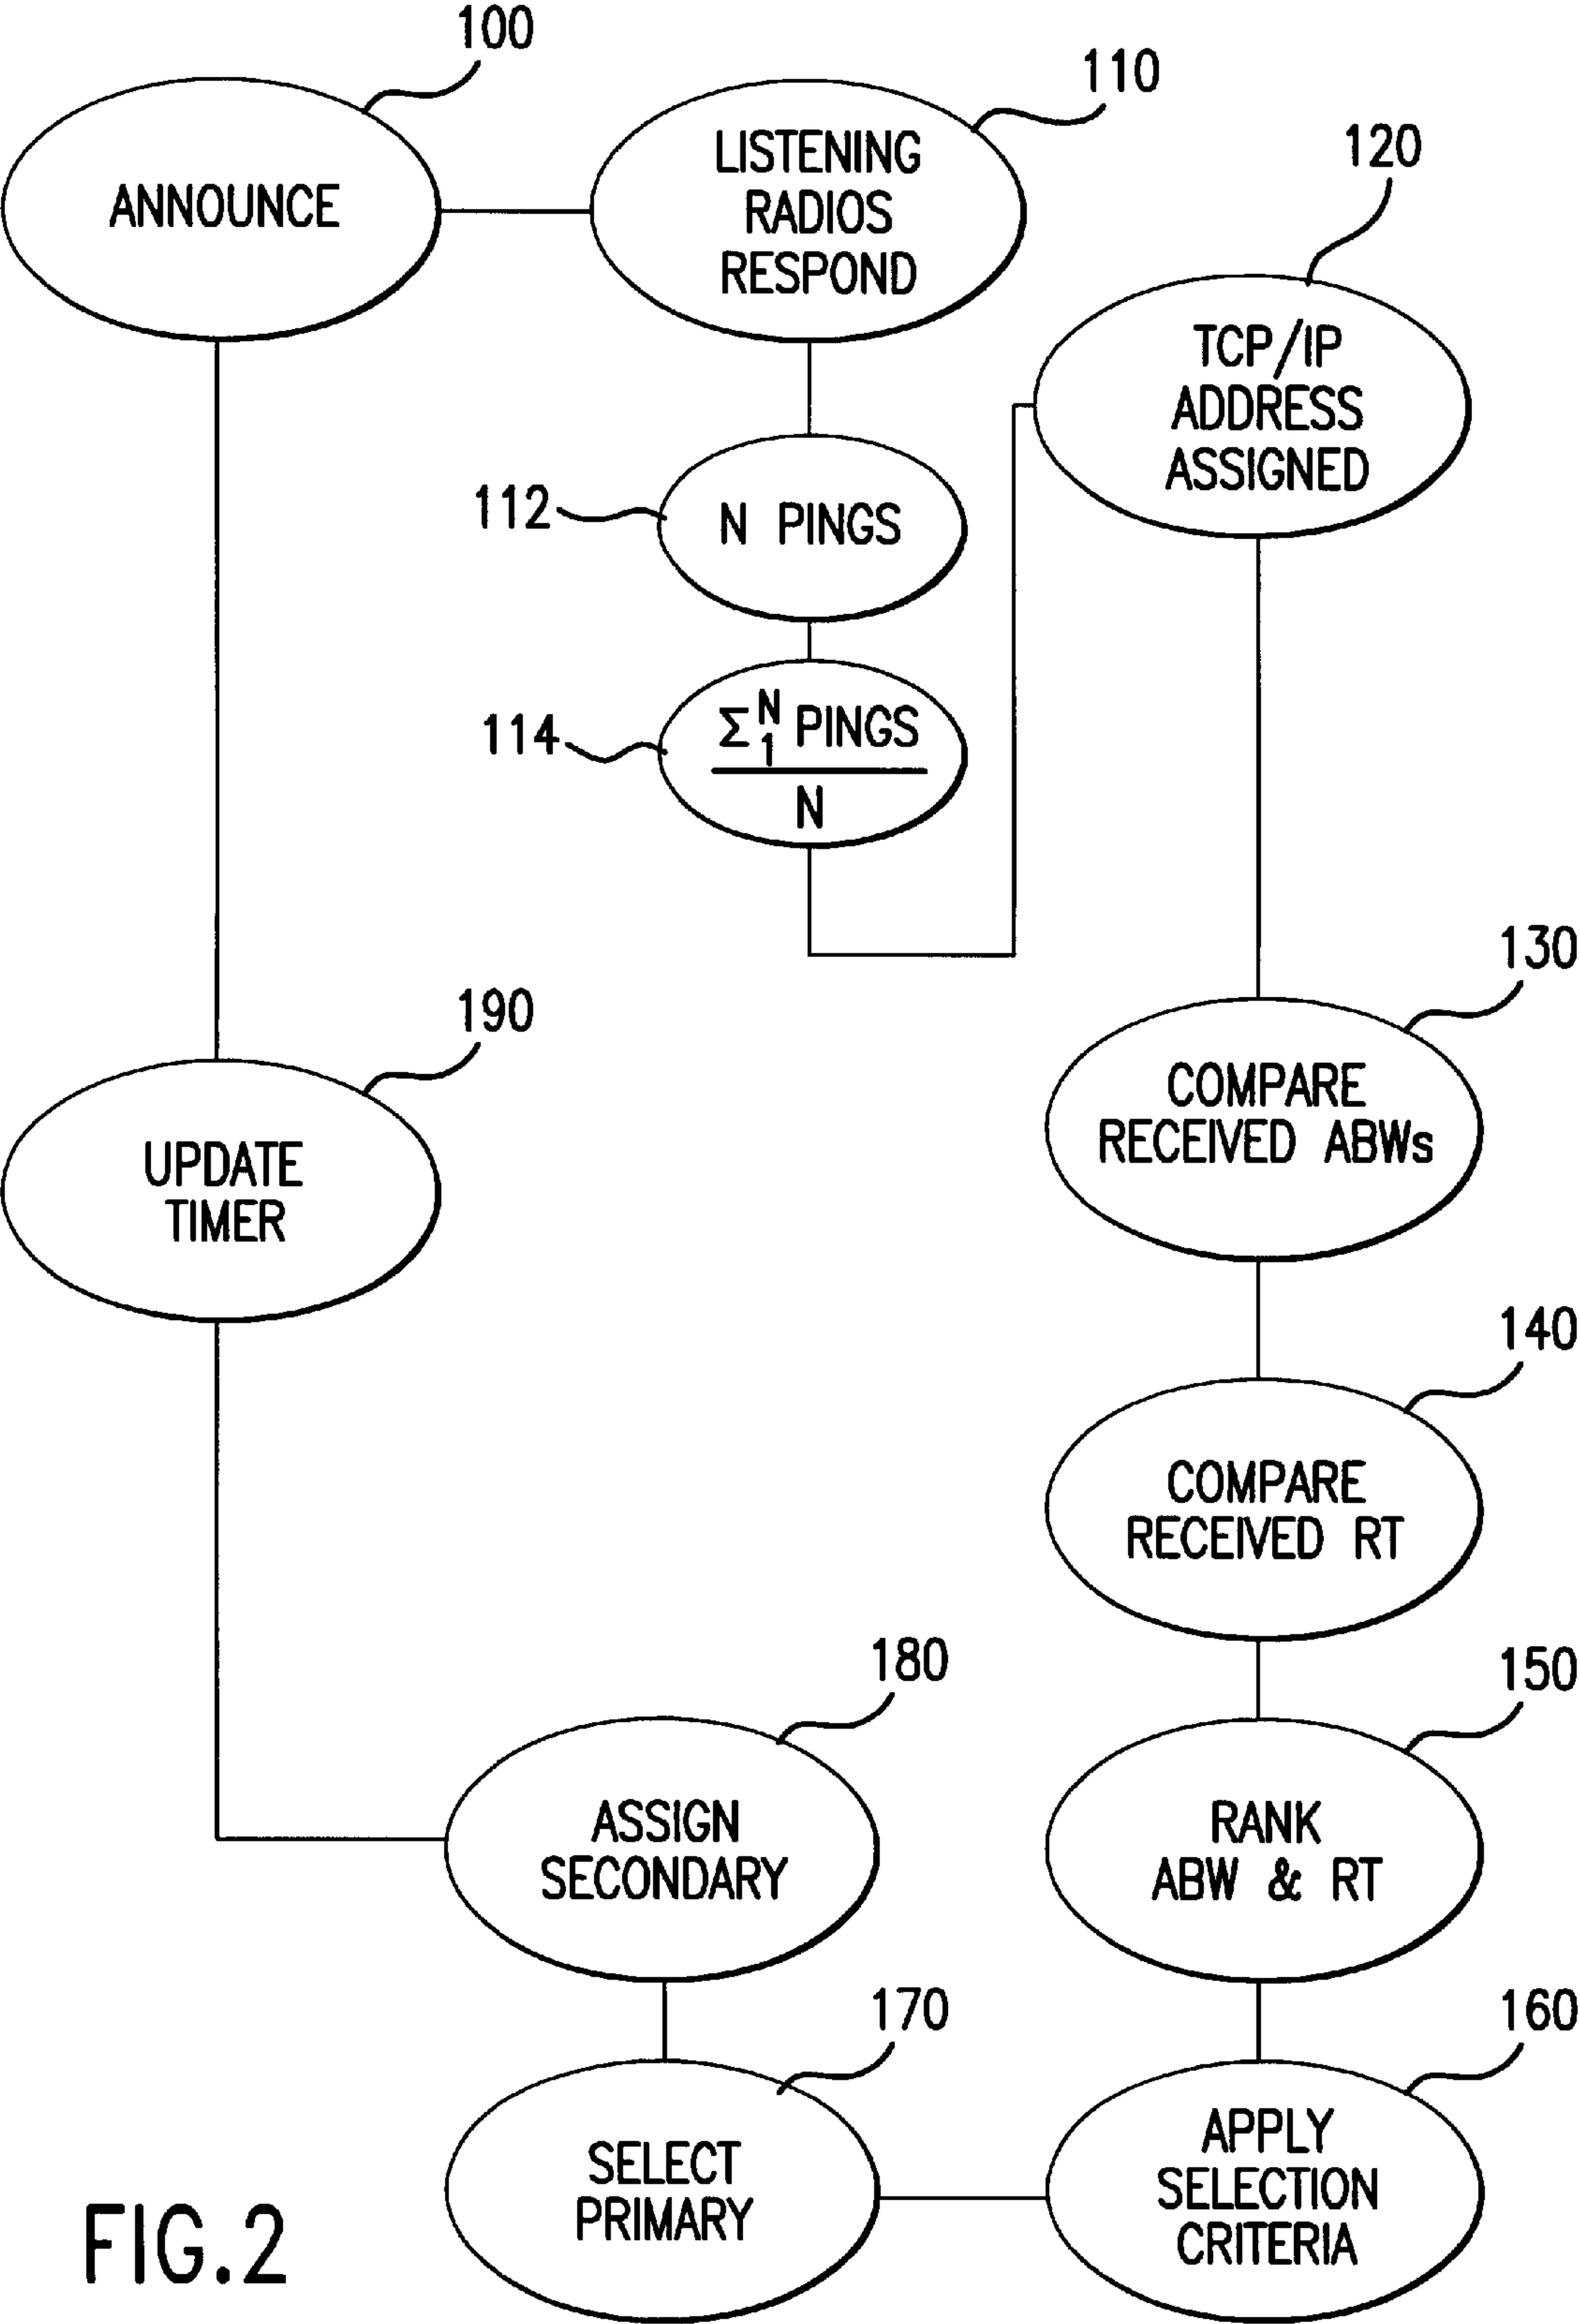 100
ANNOUNCE
110
LISTENING
RADIOS
RESPOND
120
TCP/IP
ADDRESS
ASSIGNED
112
N PINGS
114
Σ₁ᴺ PINGS
N
130
COMPARE
RECEIVED ABWs
190
UPDATE
TIMER
140
COMPARE
RECEIVED RT
150
RANK
ABW & RT
180
ASSIGN
SECONDARY
170
SELECT
PRIMARY
160
APPLY
SELECTION
CRITERIA
FIG.2